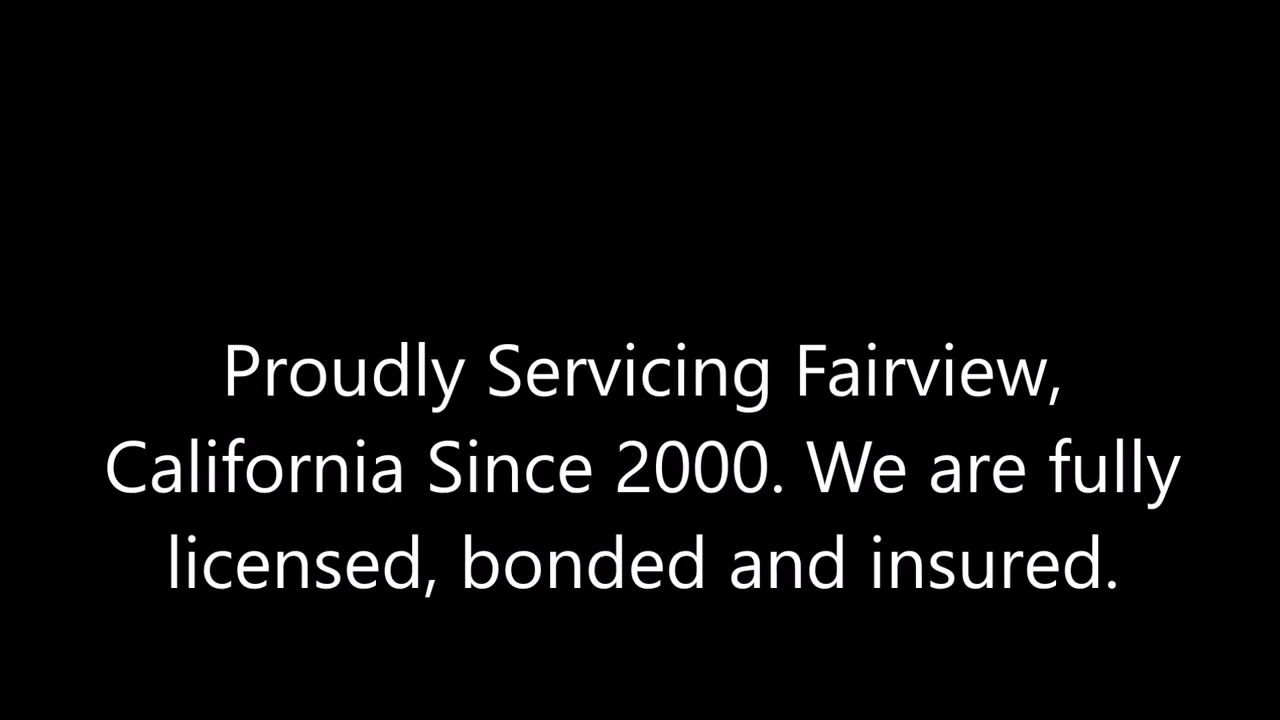 Proudly Servicing Fairview,
California Since 2000. We are fully
licensed, bonded and insured.